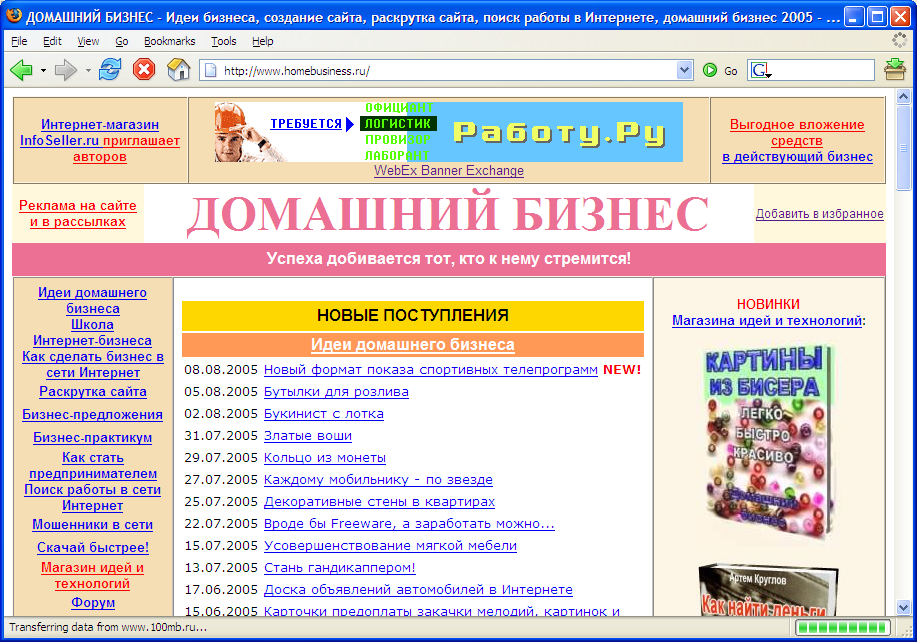 ДОМАШНИЙ БИЗНЕС - Идеи бизнеса, создание сайта, раскрутка сайта, поиск работы в Интернете, домашний бизнес 2005 - ...
File Edit View Go Bookmarks Tools Help
http://www.homebusiness.ru/
Go
G
Интернет-магазин
InfoSeller.ru приглашает
авторов
ТРЕБУЕТСЯ
ЛОГИСТИК
Работу.Ру
WebEx Banner Exchange
Выгодное вложение
средств
в действующий бизнес
Реклама на сайте
и в рассылках
ДОМАШНИЙ БИЗНЕС
Добавить в избранное
Успеха добивается тот, кто к нему стремится!
Идеи домашнего
бизнеса
Школа
Интернет-бизнеса
Как сделать бизнес в
сети Интернет
Раскрутка сайта
Бизнес-предложения
Бизнес-практикум
Как стать
предпринимателем
Поиск работы в сети
Интернет
Мошенники в сети
Скачай быстрее!
Магазин идей и
технологий
Форум
НОВЫЕ ПОСТУПЛЕНИЯ
Идеи домашнего бизнеса
08.08.2005 Новый формат показа спортивных телепрограмм NEW!
05.08.2005 Бутылки для розлива
02.08.2005 Букинист с лотка
31.07.2005 Златые воши
29.07.2005 Кольцо из монеты
27.07.2005 Каждому мобильнику - по звезде
25.07.2005 Декоративные стены в квартирах
22.07.2005 Вроде бы Freeware, а заработать можно...
15.07.2005 Усовершенствование мягкой мебели
13.07.2005 Стань гандикаппером!
17.06.2005 Доска объявлений автомобилей в Интернете
15.06.2005 Карточки предоплаты закачки мелодий, картинок и
НОВИНКИ
Магазина идей и технологий:
КАРТИНЫ
ИЗ БИСЕРА
ЛЕГКО
БЫСТРО
КРАСИВО
Домашний
бизнес
Артем Круглов
Как найти деньги
Transferring data from www.100mb.ru...